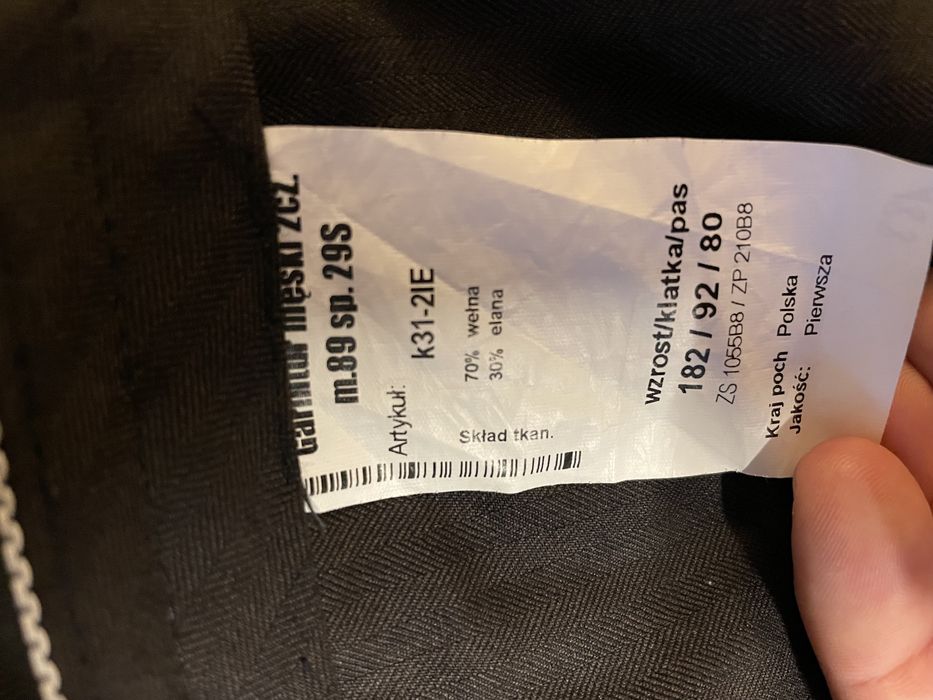 Garnitur męski 2cz.
m.89 sp. 29S
Artykuł: k31-2IE
70% wełna
30% elana
Skład tkan.
wzrost/klatka/pas
182 / 92 / 80
ZS 1055B8 / ZP 210B8
Kraj poch Polska
Jakość: Pierwsza